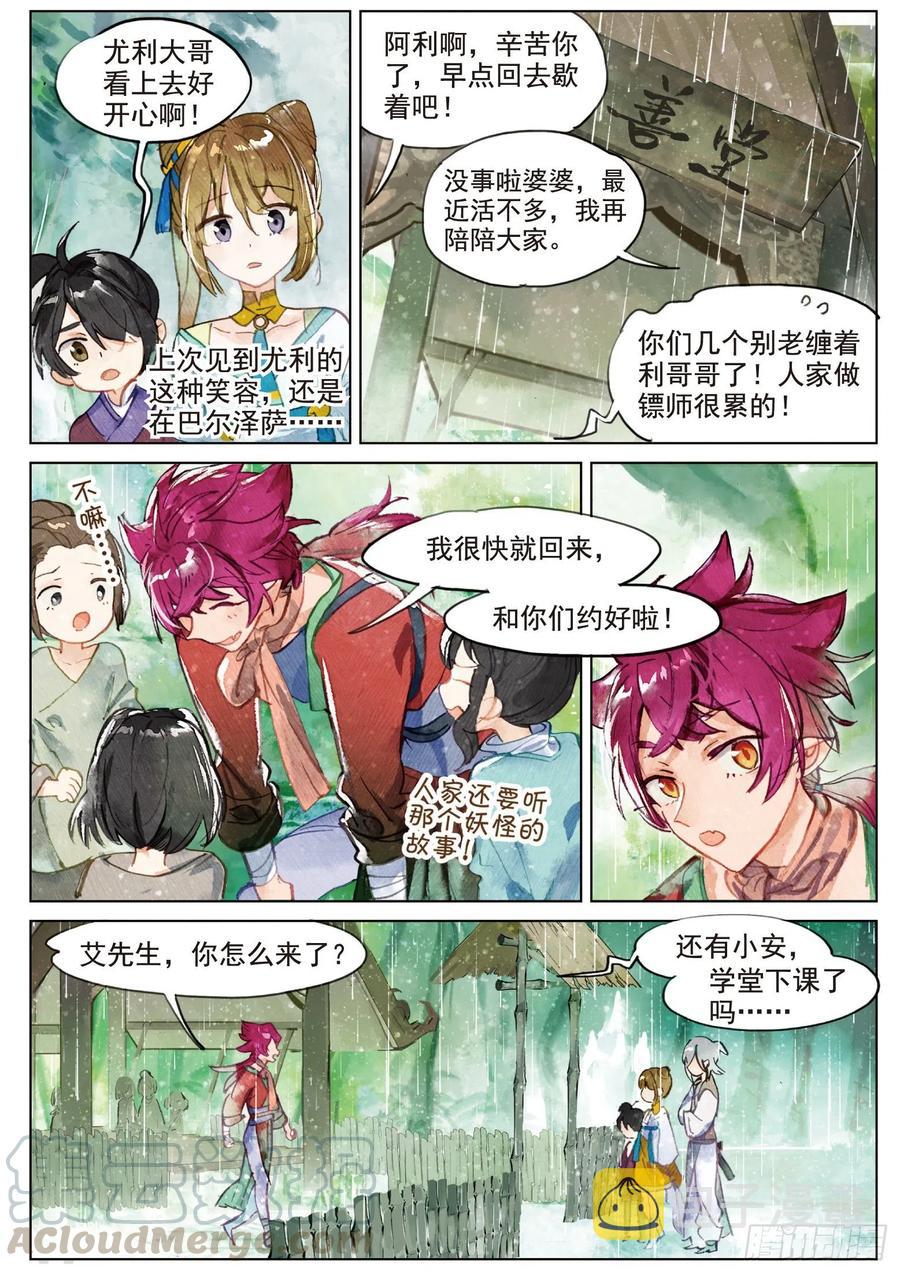 尤利大哥
看上去好
开心啊！
上次见到尤利的
这种笑容，还是
在巴尔泽萨……
阿利啊，辛苦你
了，早点回去歇
着吧！
善堂
没事啦婆婆，最
近活不多，我再
陪陪大家。
你们几个别老缠着
利哥哥了！人家做
镖师很累的！
不嘛……
我很快就回来，
和你们约好啦！
人家还要听
那个妖怪的
故事！
艾先生，你怎么来了？
还有小安，
学堂下课了
吗……
ACloudMerge.com
腾讯动漫